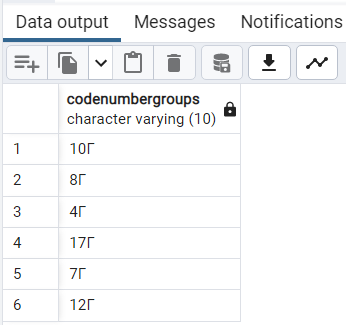 Data output Messages Notifications
codenumbergroups
character varying (10)
1 10Г
2 8Г
3 4Г
4 17Г
5 7Г
6 12Г